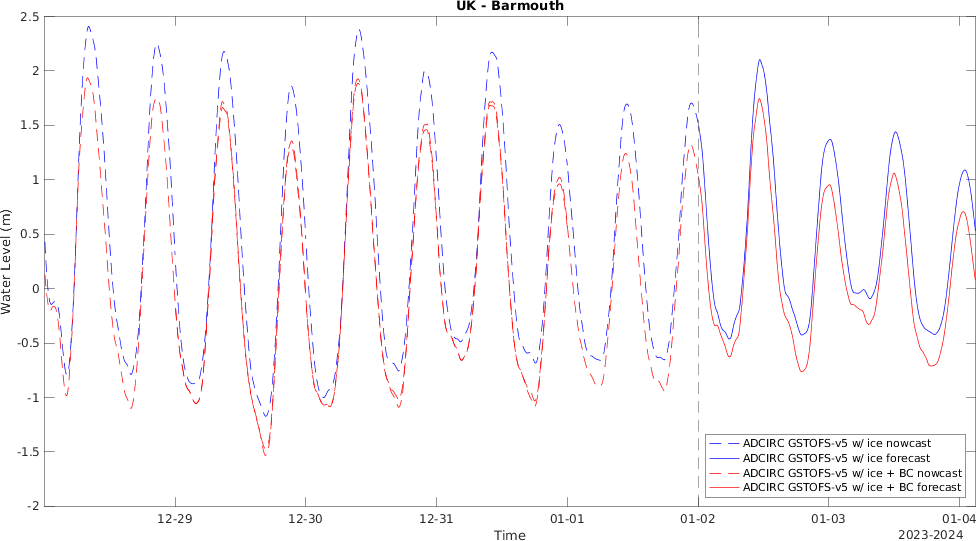 UK - Barmouth
2.5
2
1.5
1
0.5
0
-0.5
-1
-1.5
-2
Water Level (m)
ADCIRC GSTOFS-v5 w/ ice nowcast
ADCIRC GSTOFS-v5 w/ ice forecast
ADCIRC GSTOFS-v5 w/ ice + BC nowcast
ADCIRC GSTOFS-v5 w/ ice + BC forecast
12-29 12-30 12-31 01-01 01-02 01-03 01-04
Time
2023-2024